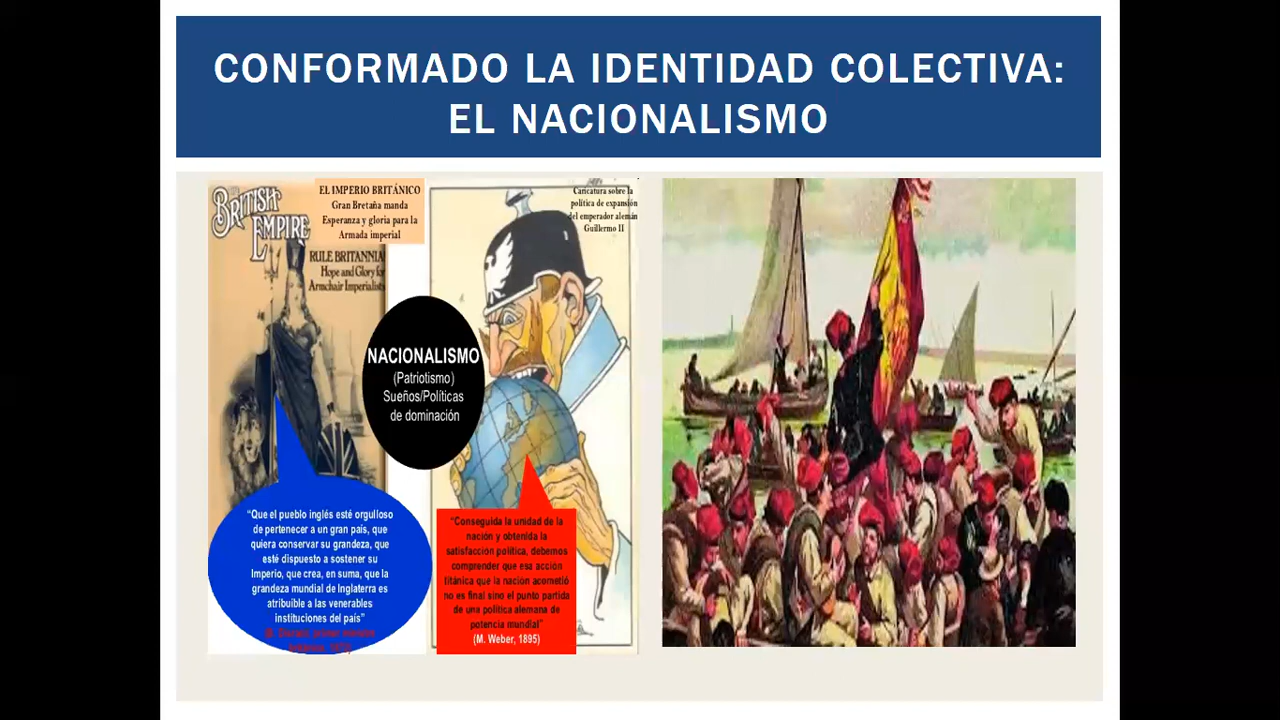 CONFORMADO LA IDENTIDAD COLECTIVA:
EL NACIONALISMO
BRITISH
EMPIRE
EL IMPERIO BRITÁNICO
Gran Bretaña manda
Esperanza y gloria para la
Armada imperial
RULE BRITANNIA
Hope and Glory for
Armchair Imperialists
Caricatura sobre la
política de expansión
del emperador alemán
Guillermo II
NACIONALISMO
(Patriotismo)
Sueños/Políticas
de dominación
“Que el pueblo inglés esté orgulloso
de pertenecer a un gran país, que
quiera conservar su grandeza, que
esté dispuesto a sostener su
Imperio, que crea, en suma, que la
grandeza mundial de Inglaterra es
atribuible a las venerables
instituciones del país”
“Conseguida la unidad de la
nación y obtenida la
satisfacción política, debemos
comprender que esa acción
titánica que la nación acometió
no es final sino el punto partida
de una política alemana de
potencia mundial”
(M. Weber, 1895)